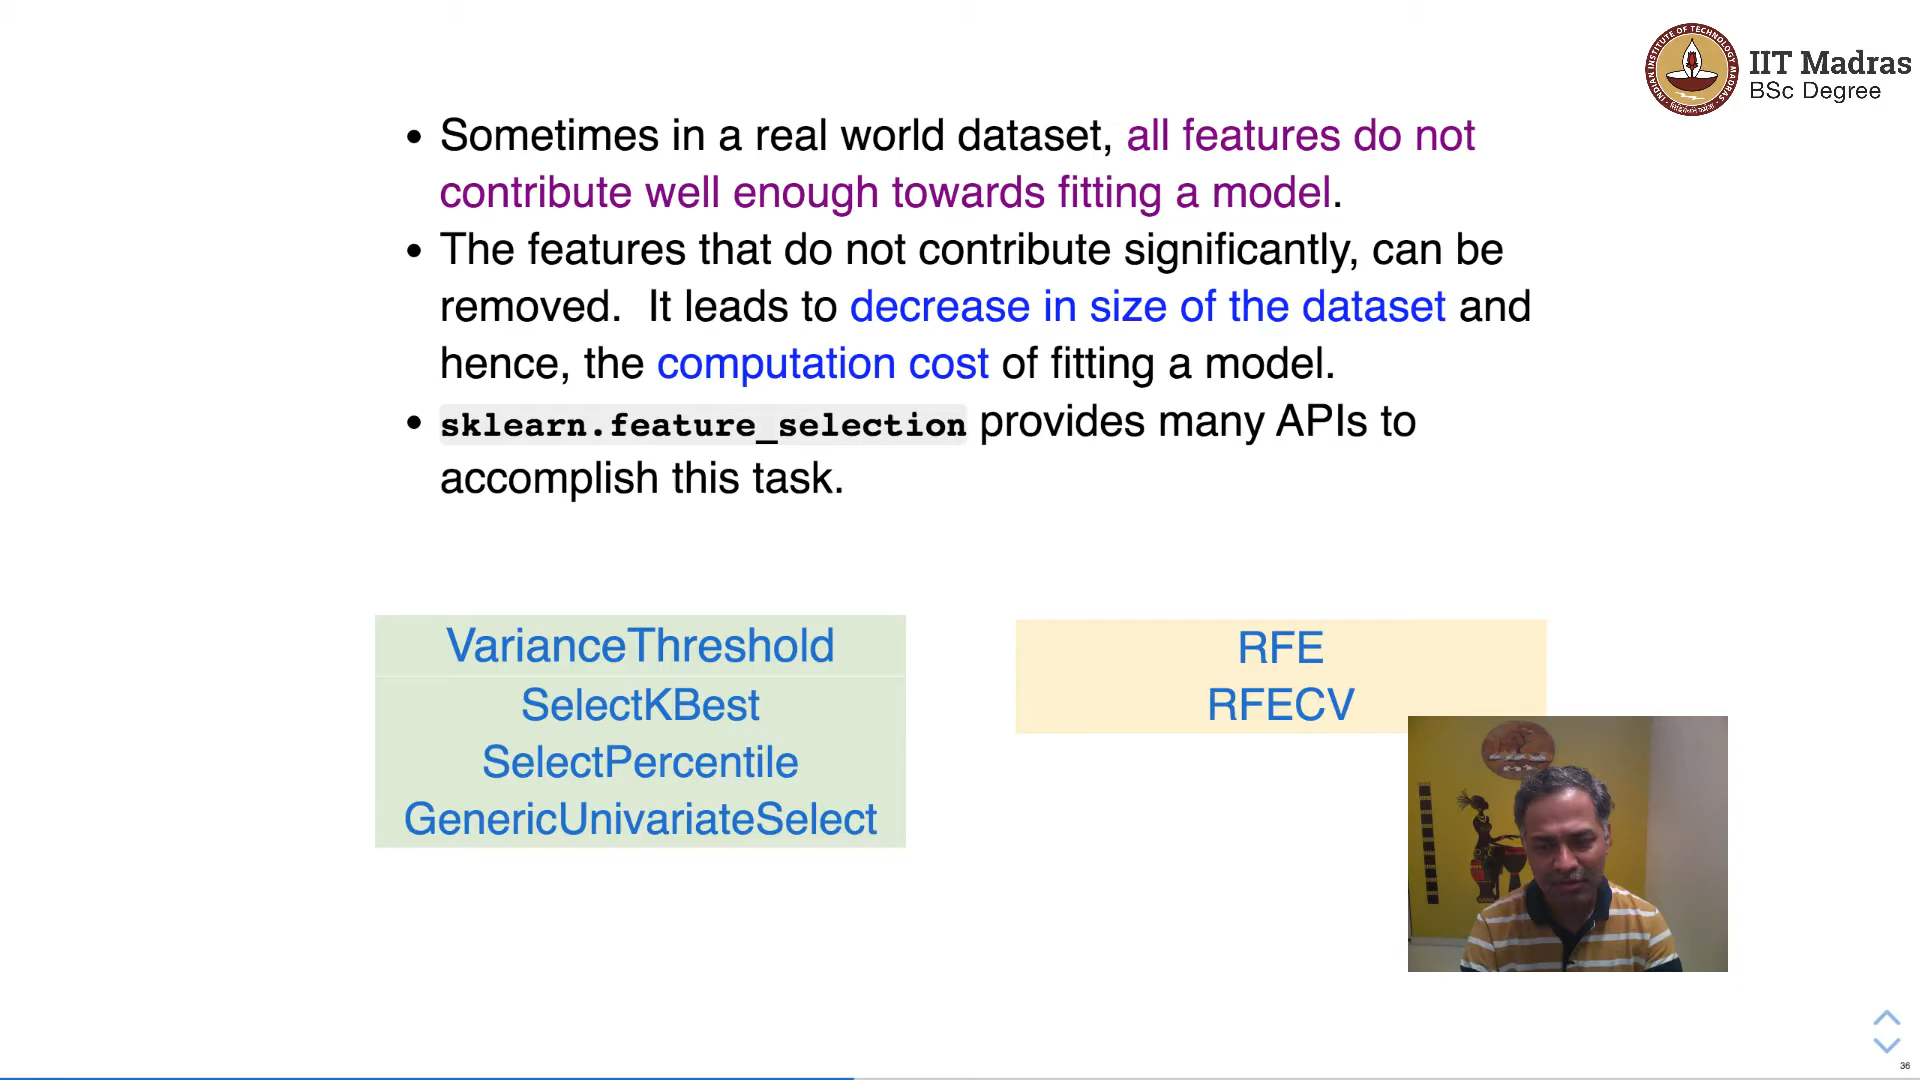 IIT Madras
BSc Degree
• Sometimes in a real world dataset, all features do not
contribute well enough towards fitting a model.
• The features that do not contribute significantly, can be
removed. It leads to decrease in size of the dataset and
hence, the computation cost of fitting a model.
• sklearn.feature_selection provides many APIs to
accomplish this task.
VarianceThreshold
SelectKBest
SelectPercentile
GenericUnivariateSelect
RFE
RFECV
36